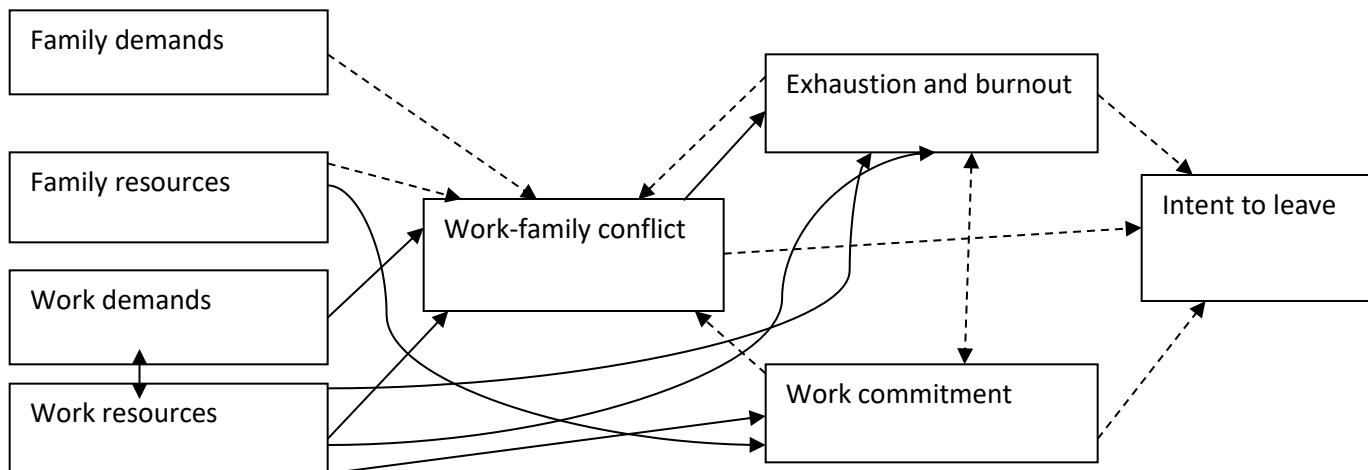 Family demands
Exhaustion and burnout
Family resources
Intent to leave
Work-family conflict
Work demands
Work commitment
Work resources